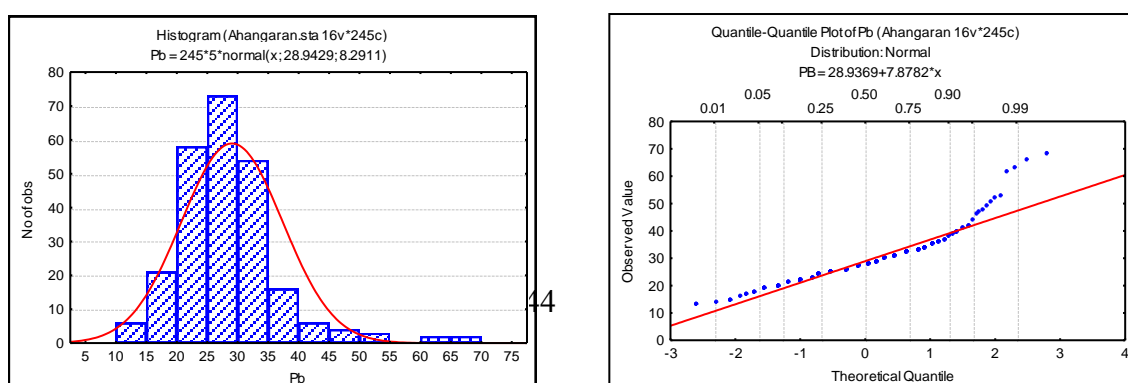 Histogram (Ahangaran.sta 16v*245c)
Pb = 245*5*normal(x; 28.9429; 8.2911)
No of obs
80
70
60
50
40
30
20
10
0
5 10 15 20 25 30 35 40 45 50 55 60 65 70 75
Pb
44
Quantile-Quantile Plot of Pb (Ahangaran 16v*245c)
Distribution: Normal
PB = 28.9369+7.8782*x
0.01 0.05 0.25 0.50 0.75 0.90 0.99
Observed Value
80
70
60
50
40
30
20
10
0
-3 -2 -1 0 1 2 3 4
Theoretical Quantile